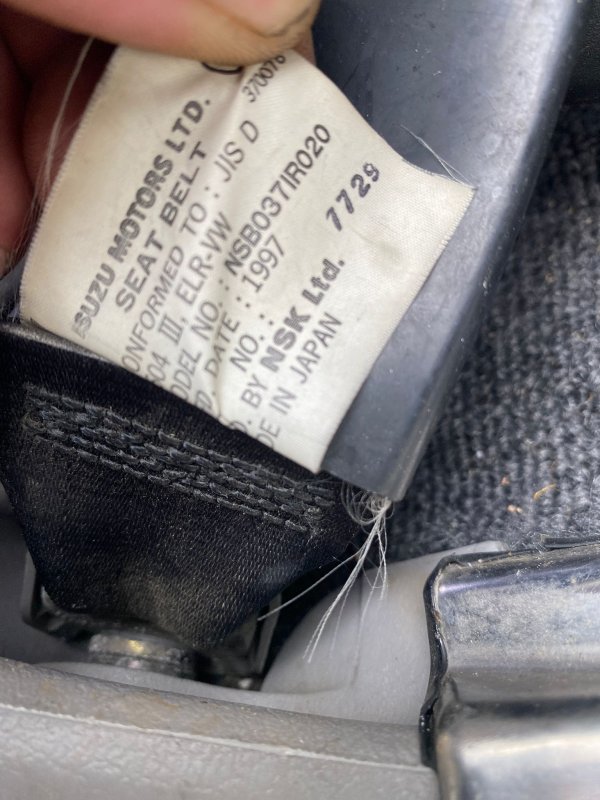 ISUZU MOTORS LTD.
SEAT BELT
ONFORMED TO : JIS D
604 III ELR-VW
ODEL NO. NSB037IR020
D. DATE : 1997
NO. : 7729
D. BY NSK Ltd.
DE IN JAPAN